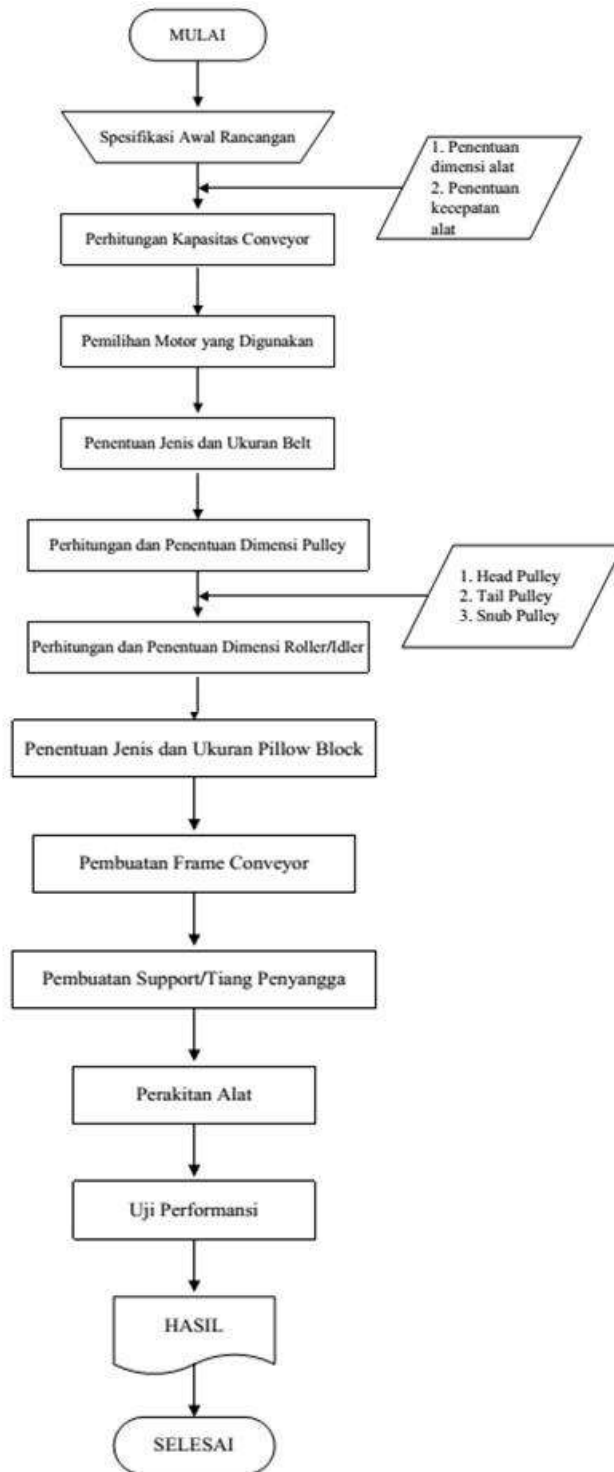 MULAI
Spesifikasi Awal Rancangan
1. Penentuan
dimensi alat
2. Penentuan
kecepatan
alat
Perhitungan Kapasitas Conveyor
Pemilihan Motor yang Digunakan
Penentuan Jenis dan Ukuran Belt
Perhitungan dan Penentuan Dimensi Pulley
1. Head Pulley
2. Tail Pulley
3. Snub Pulley
Perhitungan dan Penentuan Dimensi Roller/Idler
Penentuan Jenis dan Ukuran Pillow Block
Pembuatan Frame Conveyor
Pembuatan Support/Tiang Penyangga
Perakitan Alat
Uji Performansi
HASIL
SELESAI